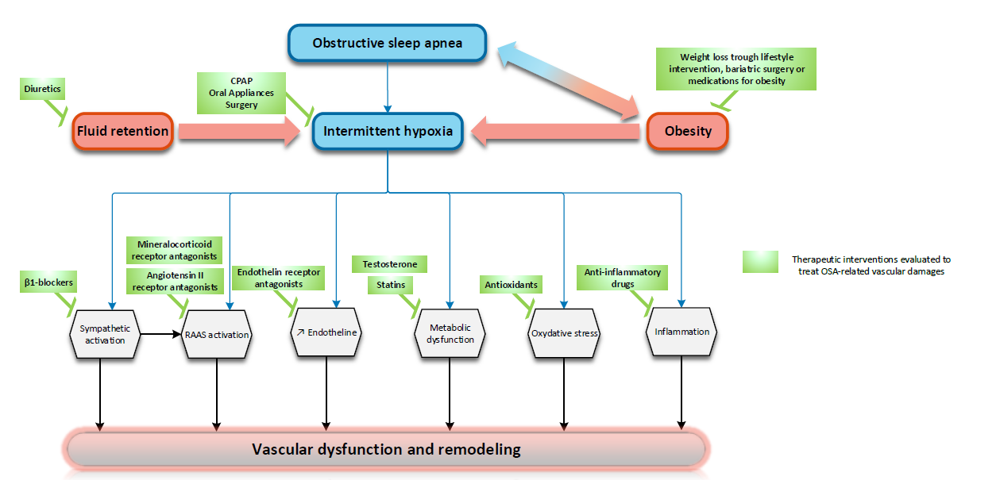 Obstructive sleep apnea
Weight loss trough lifestyle
intervention, bariatric surgery or
medications for obesity
Diuretics
CPAP
Oral Appliances
Surgery
Fluid retention
Intermittent hypoxia
Obesity
Mineralocorticoid
receptor antagonists
β1-blockers
Angiotensin II
receptor antagonists
Endothelin receptor
antagonists
Testosterone
Statins
Antioxidants
Anti-inflammatory
drugs
Therapeutic interventions evaluated to
treat OSA-related vascular damages
Sympathetic
activation
RAAS activation
↗ Endotheline
Metabolic
dysfunction
Oxydative stress
Inflammation
Vascular dysfunction and remodeling